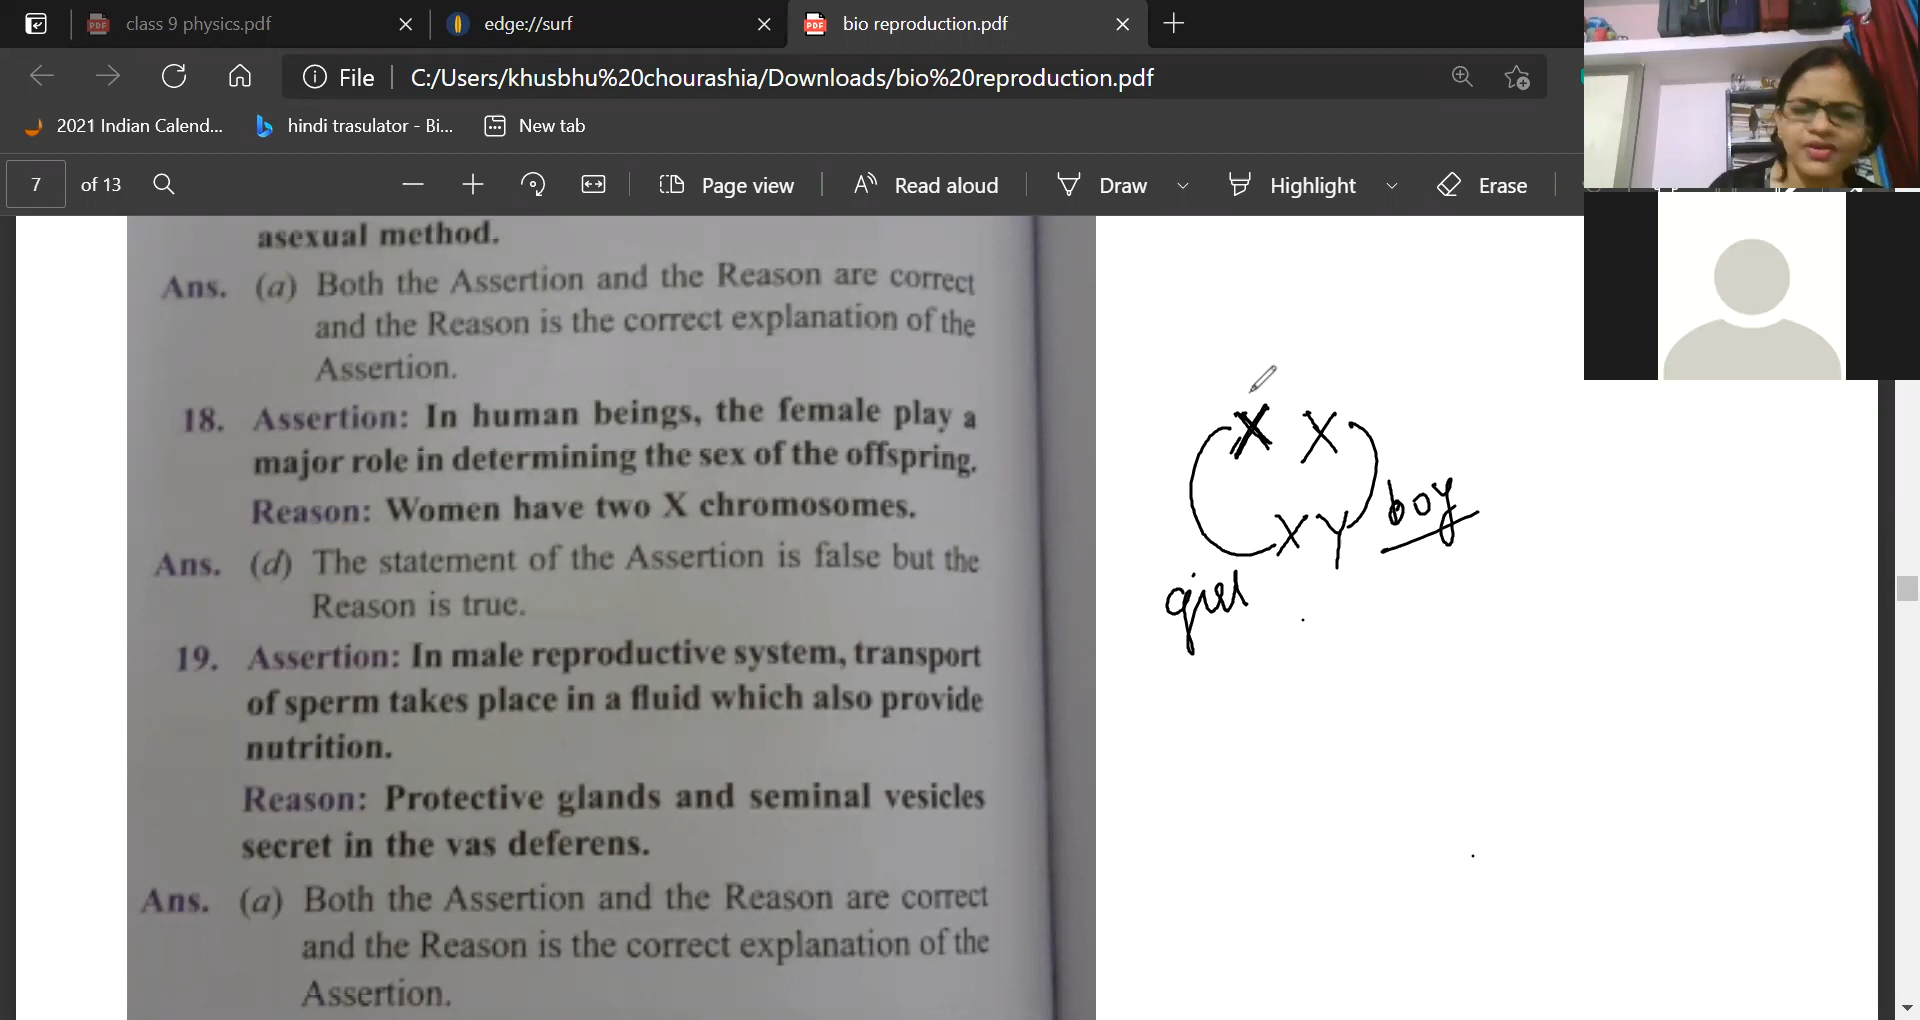 class 9 physics.pdf
edge://surf
bio reproduction.pdf
File
C:/Users/khusbhu%20chourashia/Downloads/bio%20reproduction.pdf
2021 Indian Calend...
hindi trasulator - Bi...
New tab
7 of 13
Page view
Read aloud
Draw
Highlight
Erase
asexual method.
Ans. (a) Both the Assertion and the Reason are correct
and the Reason is the correct explanation of the
Assertion.
18. Assertion: In human beings, the female play a
major role in determining the sex of the offspring.
Reason: Women have two X chromosomes.
Ans. (d) The statement of the Assertion is false but the
Reason is true.
19. Assertion: In male reproductive system, transport
of sperm takes place in a fluid which also provide
nutrition.
Reason: Protective glands and seminal vesicles
secret in the vas deferens.
Ans. (a) Both the Assertion and the Reason are correct
and the Reason is the correct explanation of the
Assertion.
X X
boy
XY
girl